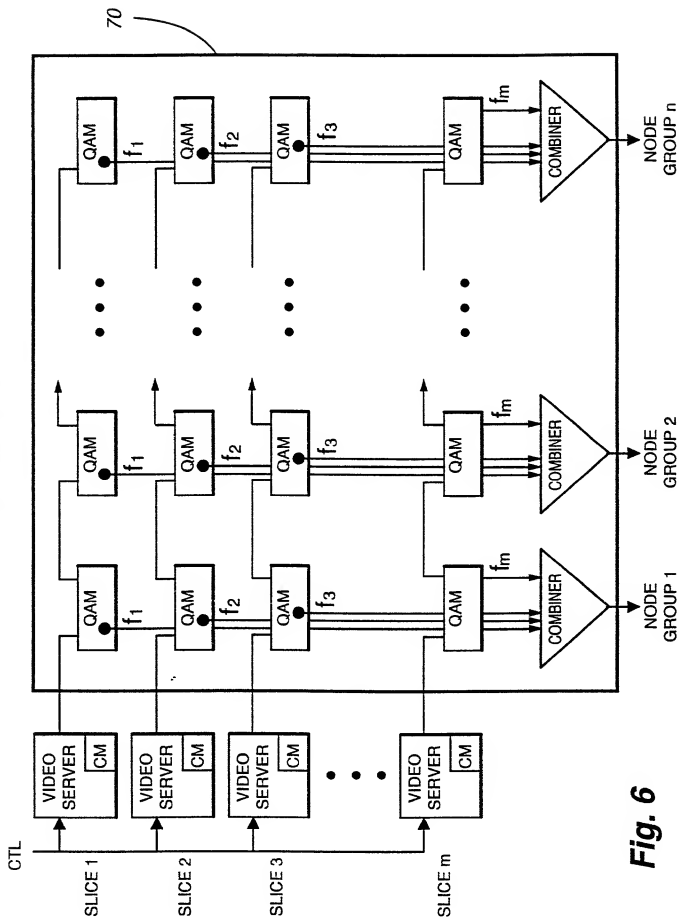 70
CTL
SLICE 1
VIDEO
SERVER
CM
QAM
f1
QAM
f1
QAM
f1
SLICE 2
VIDEO
SERVER
CM
QAM
f2
QAM
f2
QAM
f2
SLICE 3
VIDEO
SERVER
CM
QAM
f3
QAM
f3
QAM
f3
SLICE m
VIDEO
SERVER
CM
QAM
fm
QAM
fm
QAM
fm
COMBINER
COMBINER
COMBINER
NODE
GROUP 1
NODE
GROUP 2
NODE
GROUP n
Fig. 6